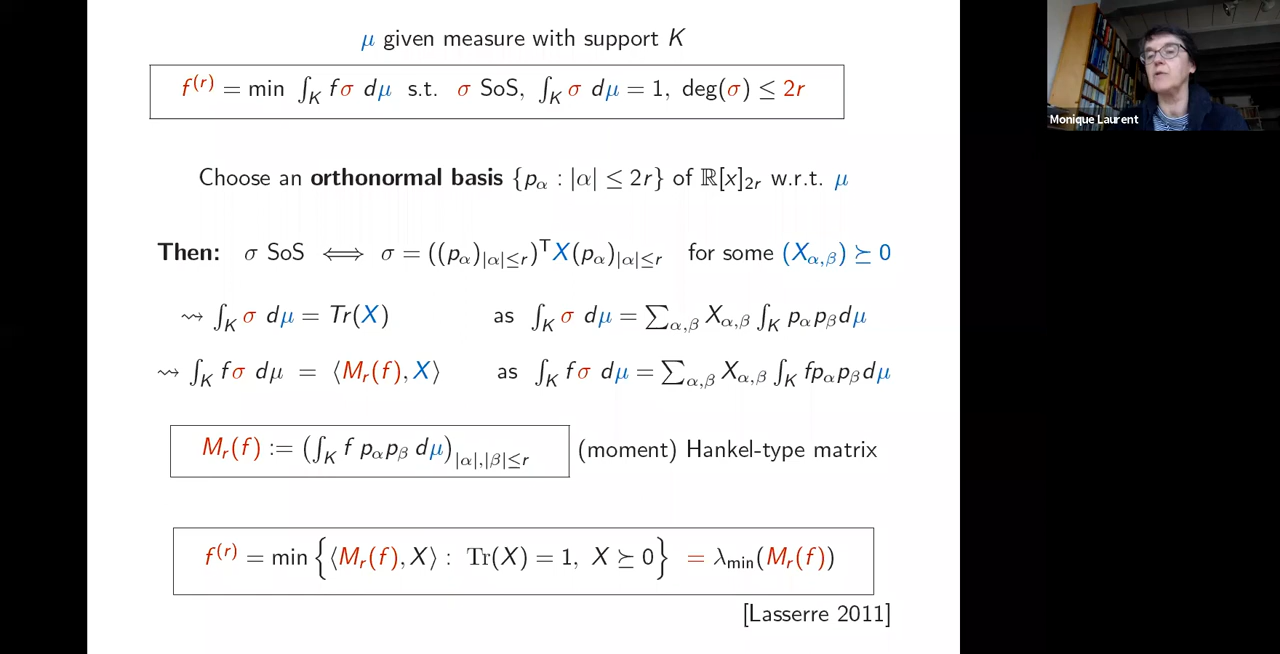 μ given measure with support K
f⁽ʳ⁾ = min ∫_K fσ dμ s.t. σ SoS, ∫_K σ dμ = 1, deg(σ) ≤ 2r
Monique Laurent
Choose an orthonormal basis {p_α : |α| ≤ 2r} of ℝ[x]_{2r} w.r.t. μ
Then: σ SoS ⟺ σ = ((p_α)_{|α|≤r})^T X(p_α)_{|α|≤r} for some (X_{α,β}) ⪰ 0
⇝ ∫_K σ dμ = Tr(X) as ∫_K σ dμ = ∑_{α,β} X_{α,β} ∫_K p_α p_β dμ
⇝ ∫_K fσ dμ = ⟨M_r(f), X⟩ as ∫_K fσ dμ = ∑_{α,β} X_{α,β} ∫_K fp_α p_β dμ
M_r(f) := (∫_K f p_α p_β dμ)_{|α|,|β|≤r} (moment) Hankel-type matrix
f⁽ʳ⁾ = min {⟨M_r(f), X⟩ : Tr(X) = 1, X ⪰ 0} = λ_min(M_r(f))
[Lasserre 2011]